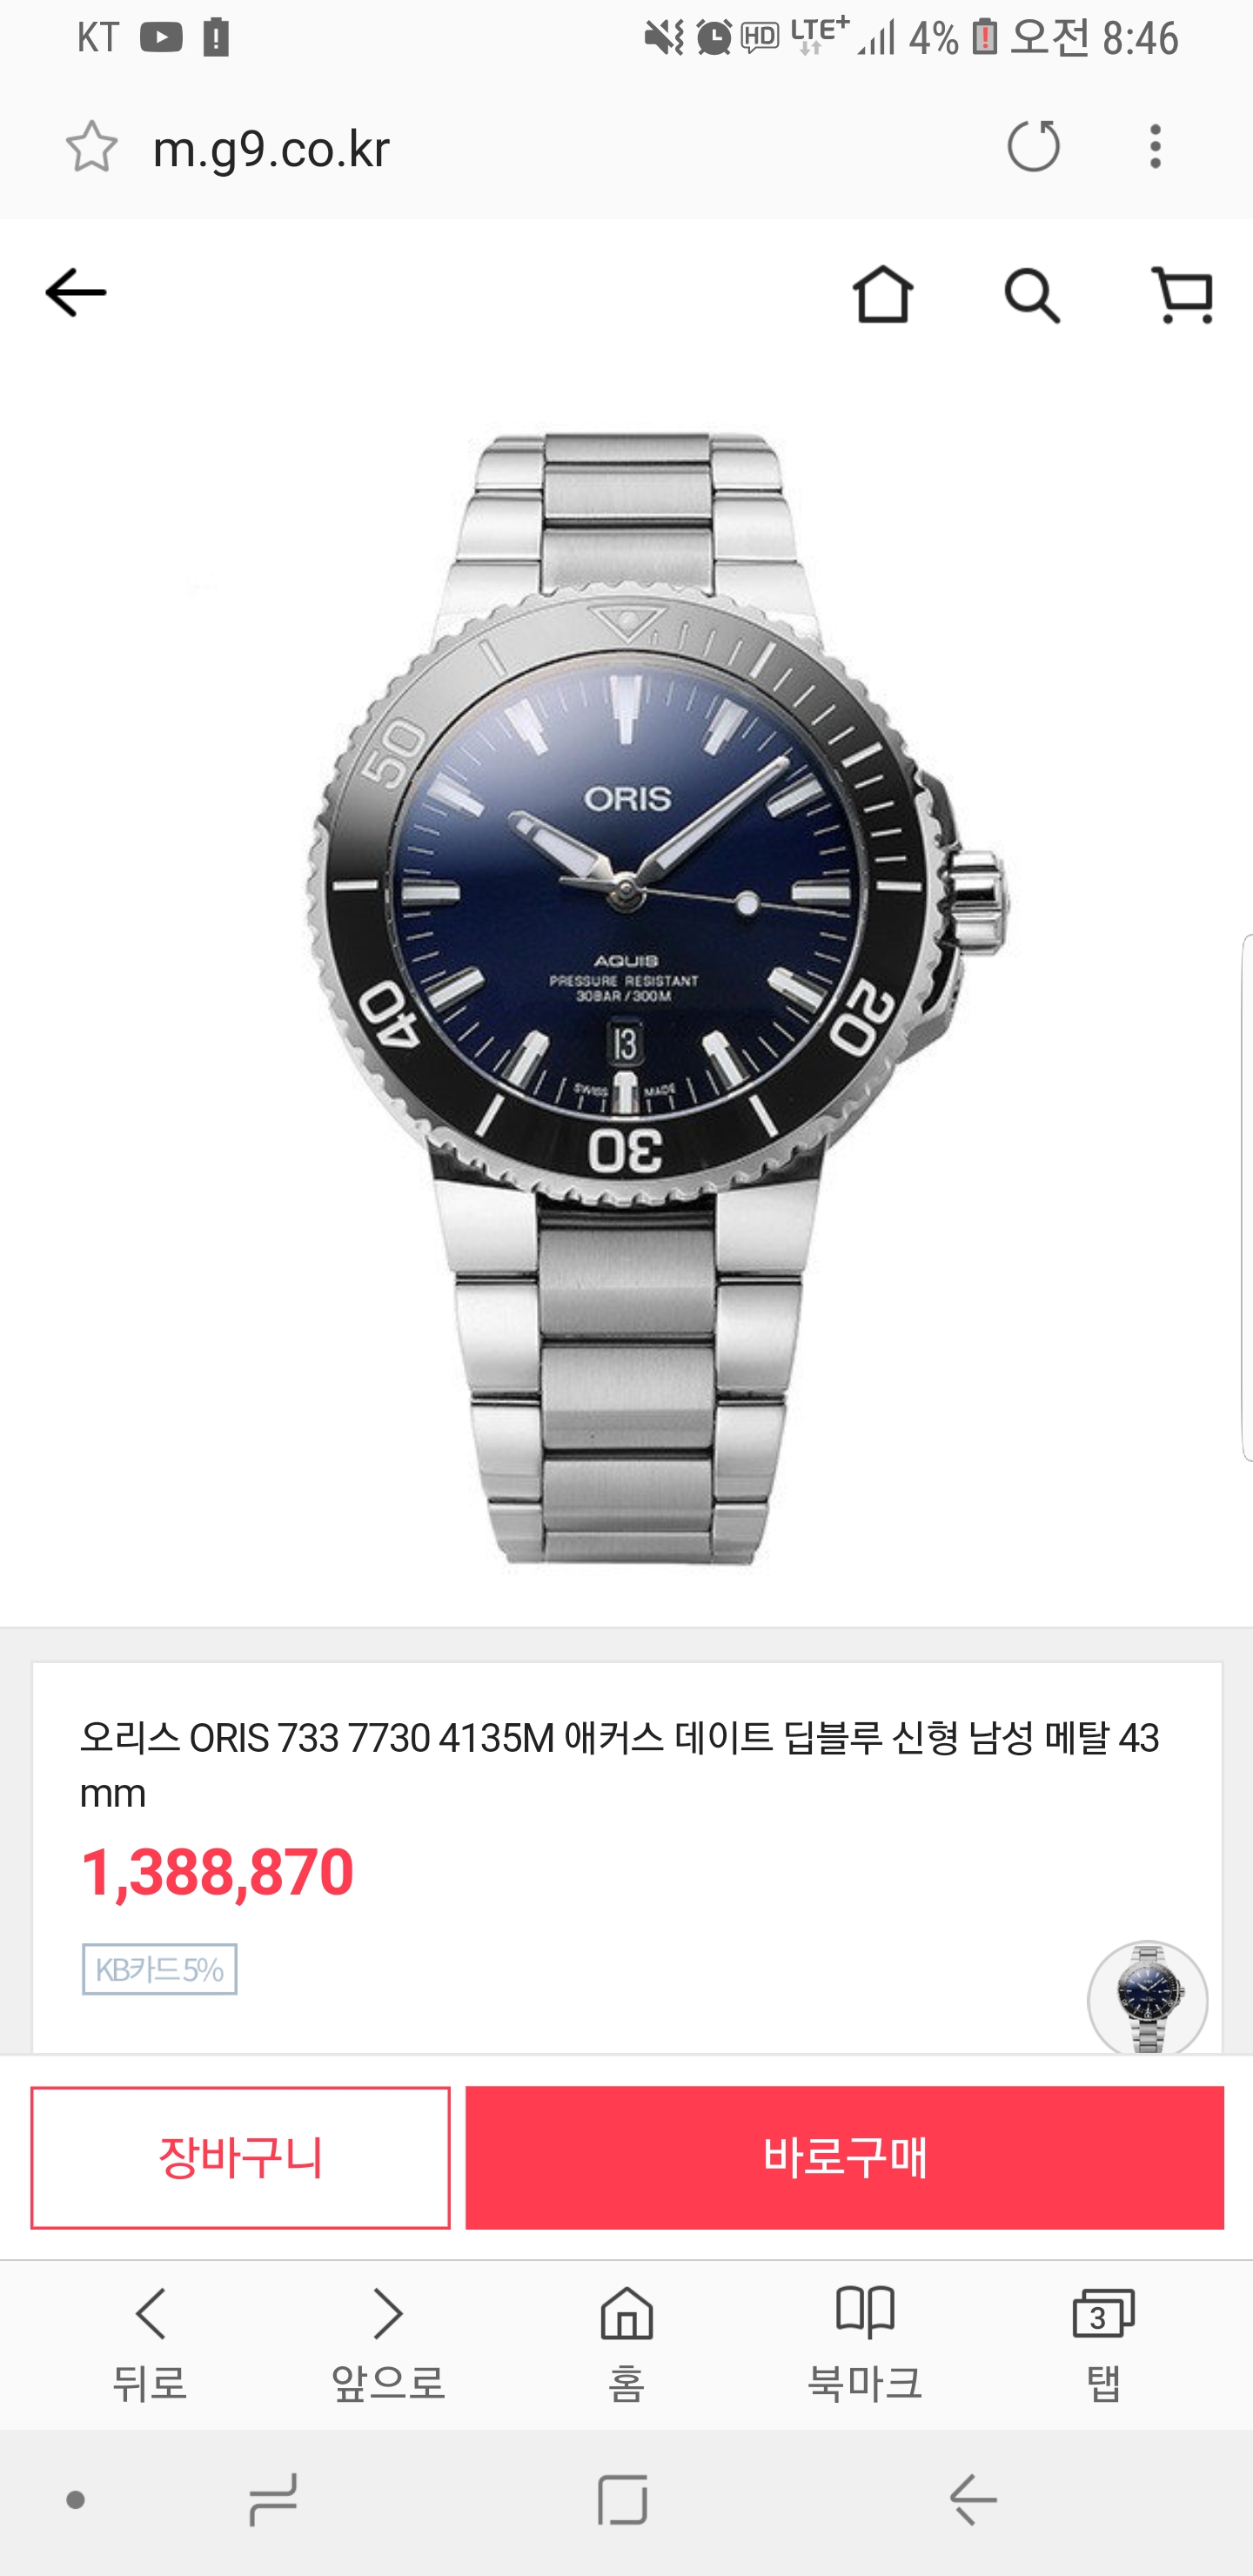 KT
HD LTE+ 4% 오전 8:46
m.g9.co.kr
50
ORIS
AQUIS
PRESSURE RESISTANT
30BAR/300M
40
20
13
SWISS MADE
30
오리스 ORIS 733 7730 4135M 애커스 데이트 딥블루 신형 남성 메탈 43
mm
1,388,870
KB카드 5%
장바구니
바로구매
3
뒤로
앞으로
홈
북마크
탭